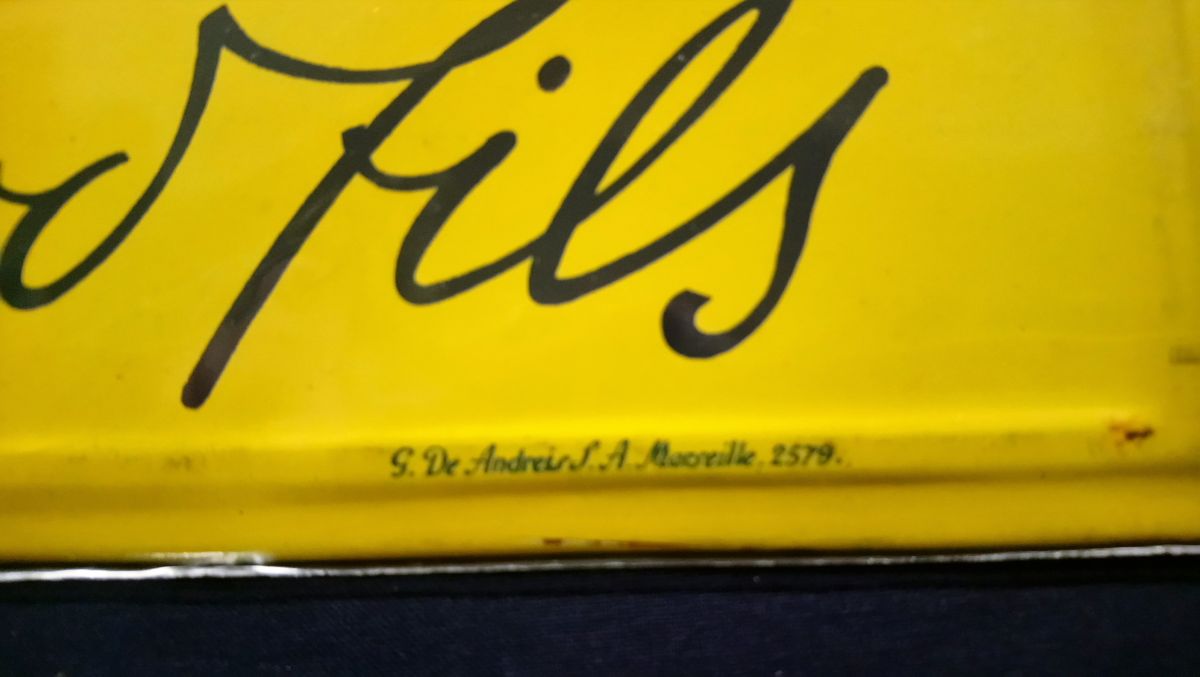 d Fils
G. De Andreis S. A. Marseille. 2579.